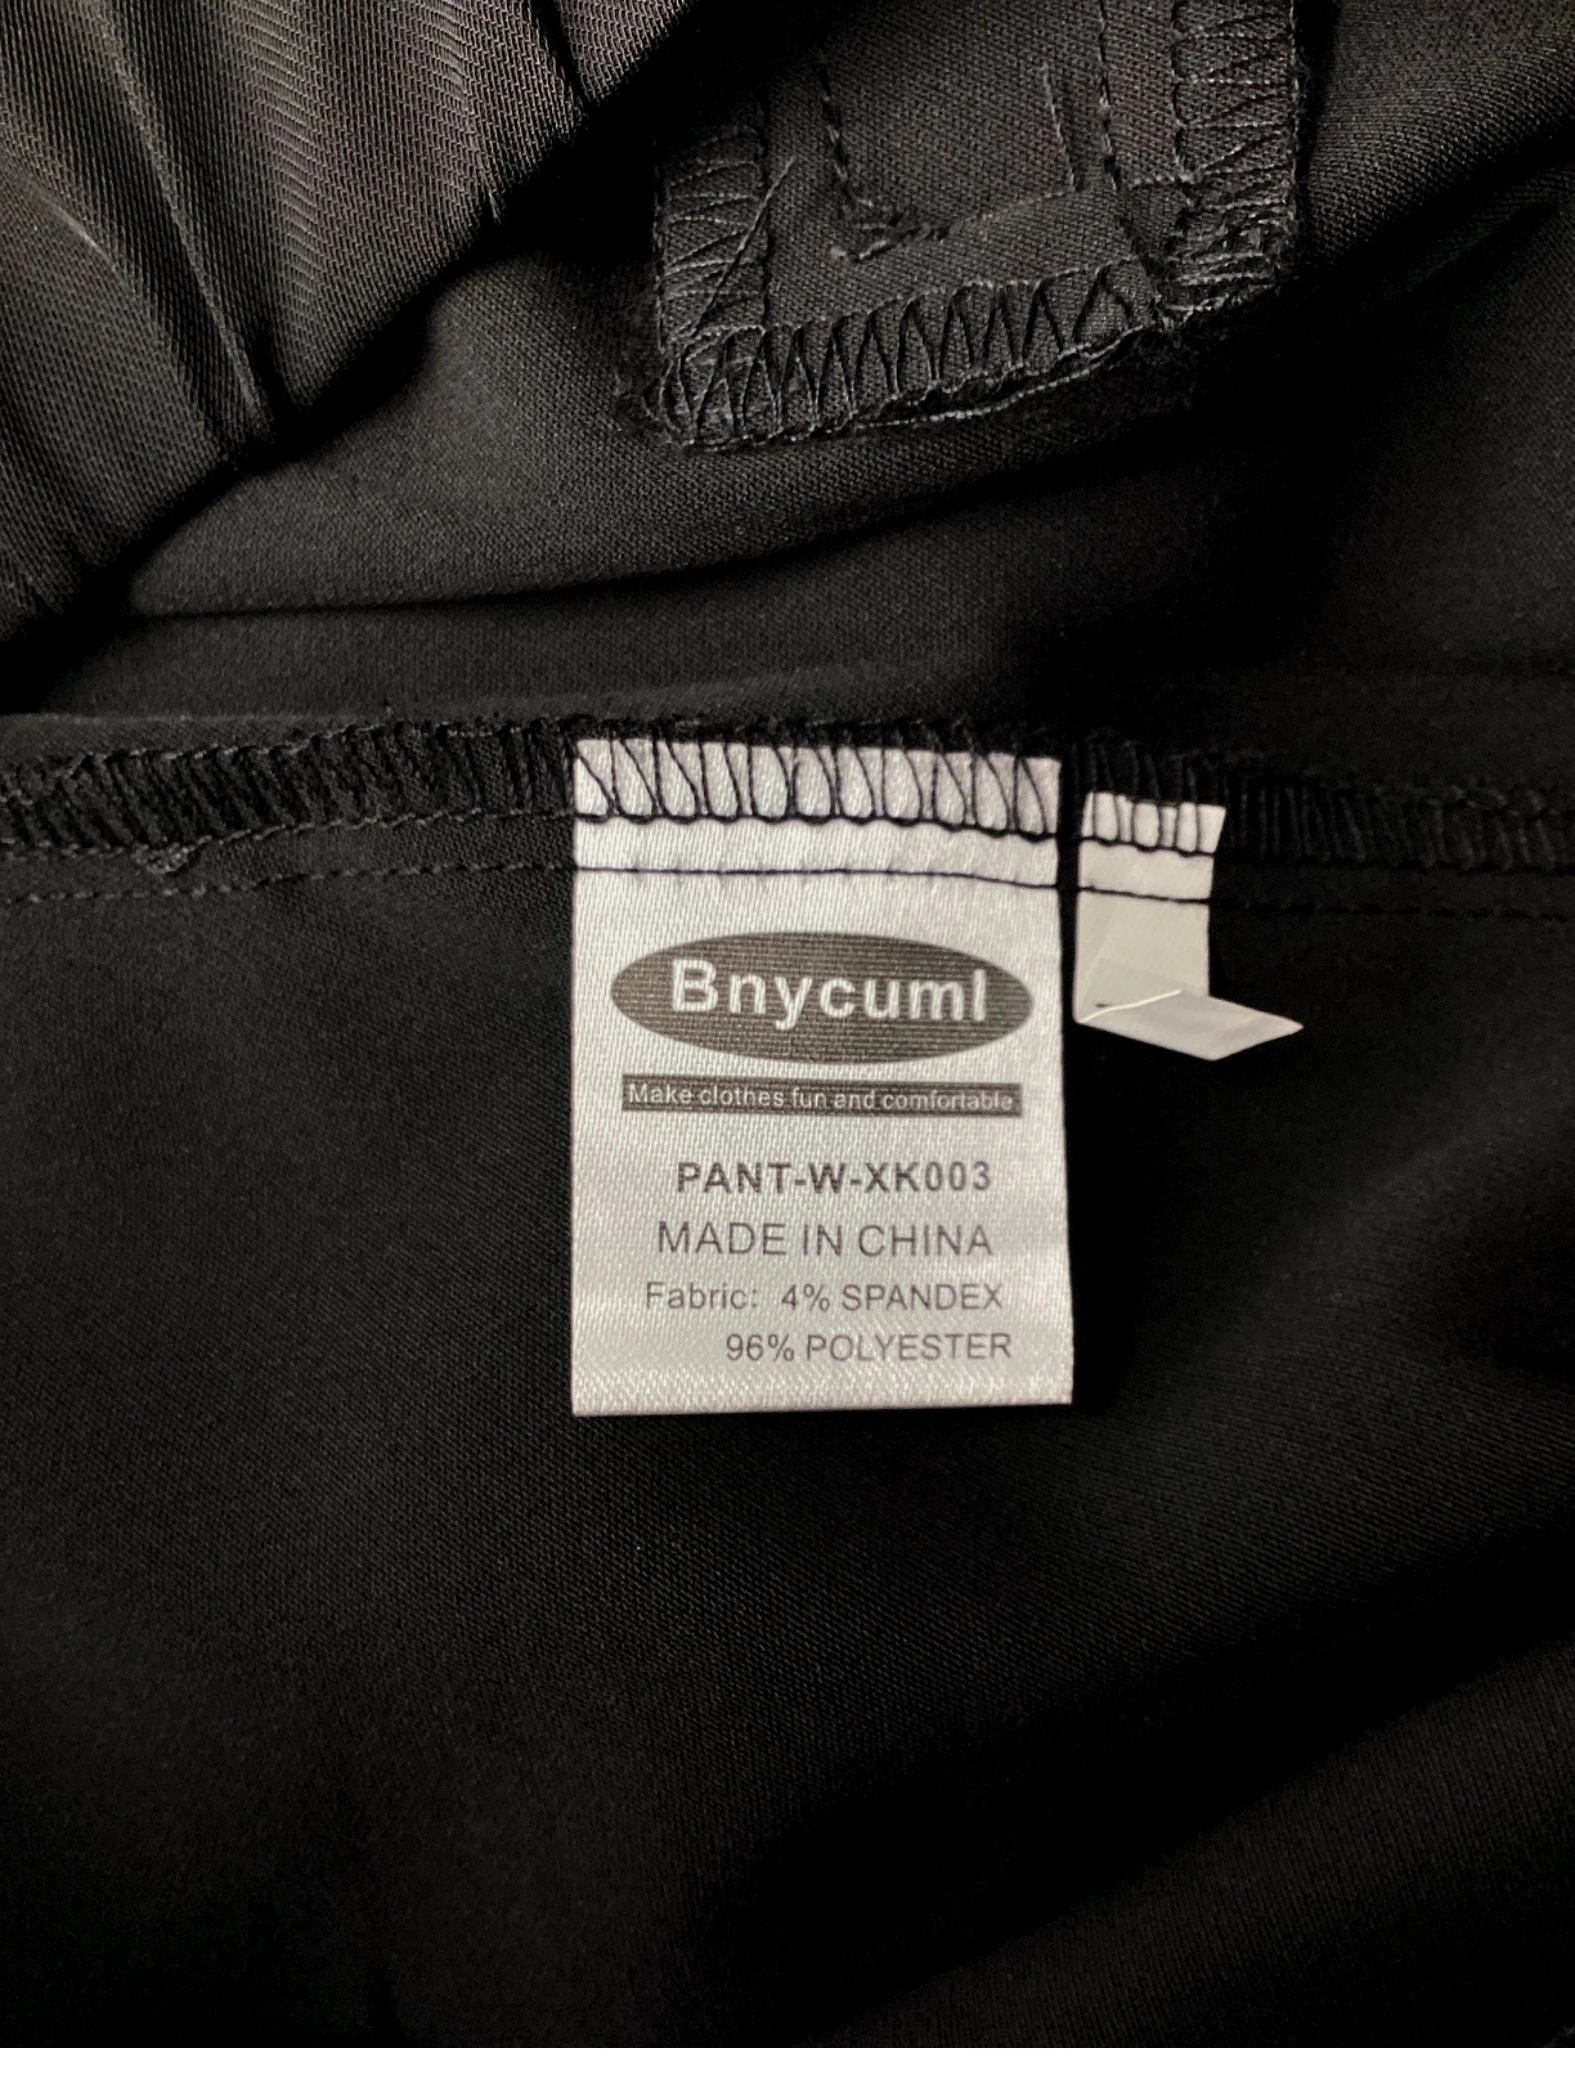 Bnycuml
Make clothes fun and comfortable
PANT-W-XK003
MADE IN CHINA
Fabric: 4% SPANDEX
96% POLYESTER